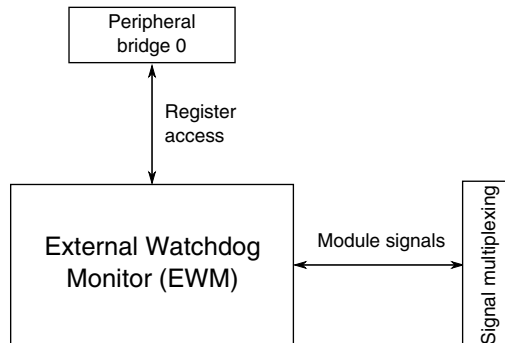 Peripheral
bridge 0
Register
access
External Watchdog
Monitor (EWM)
Module signals
Signal multiplexing